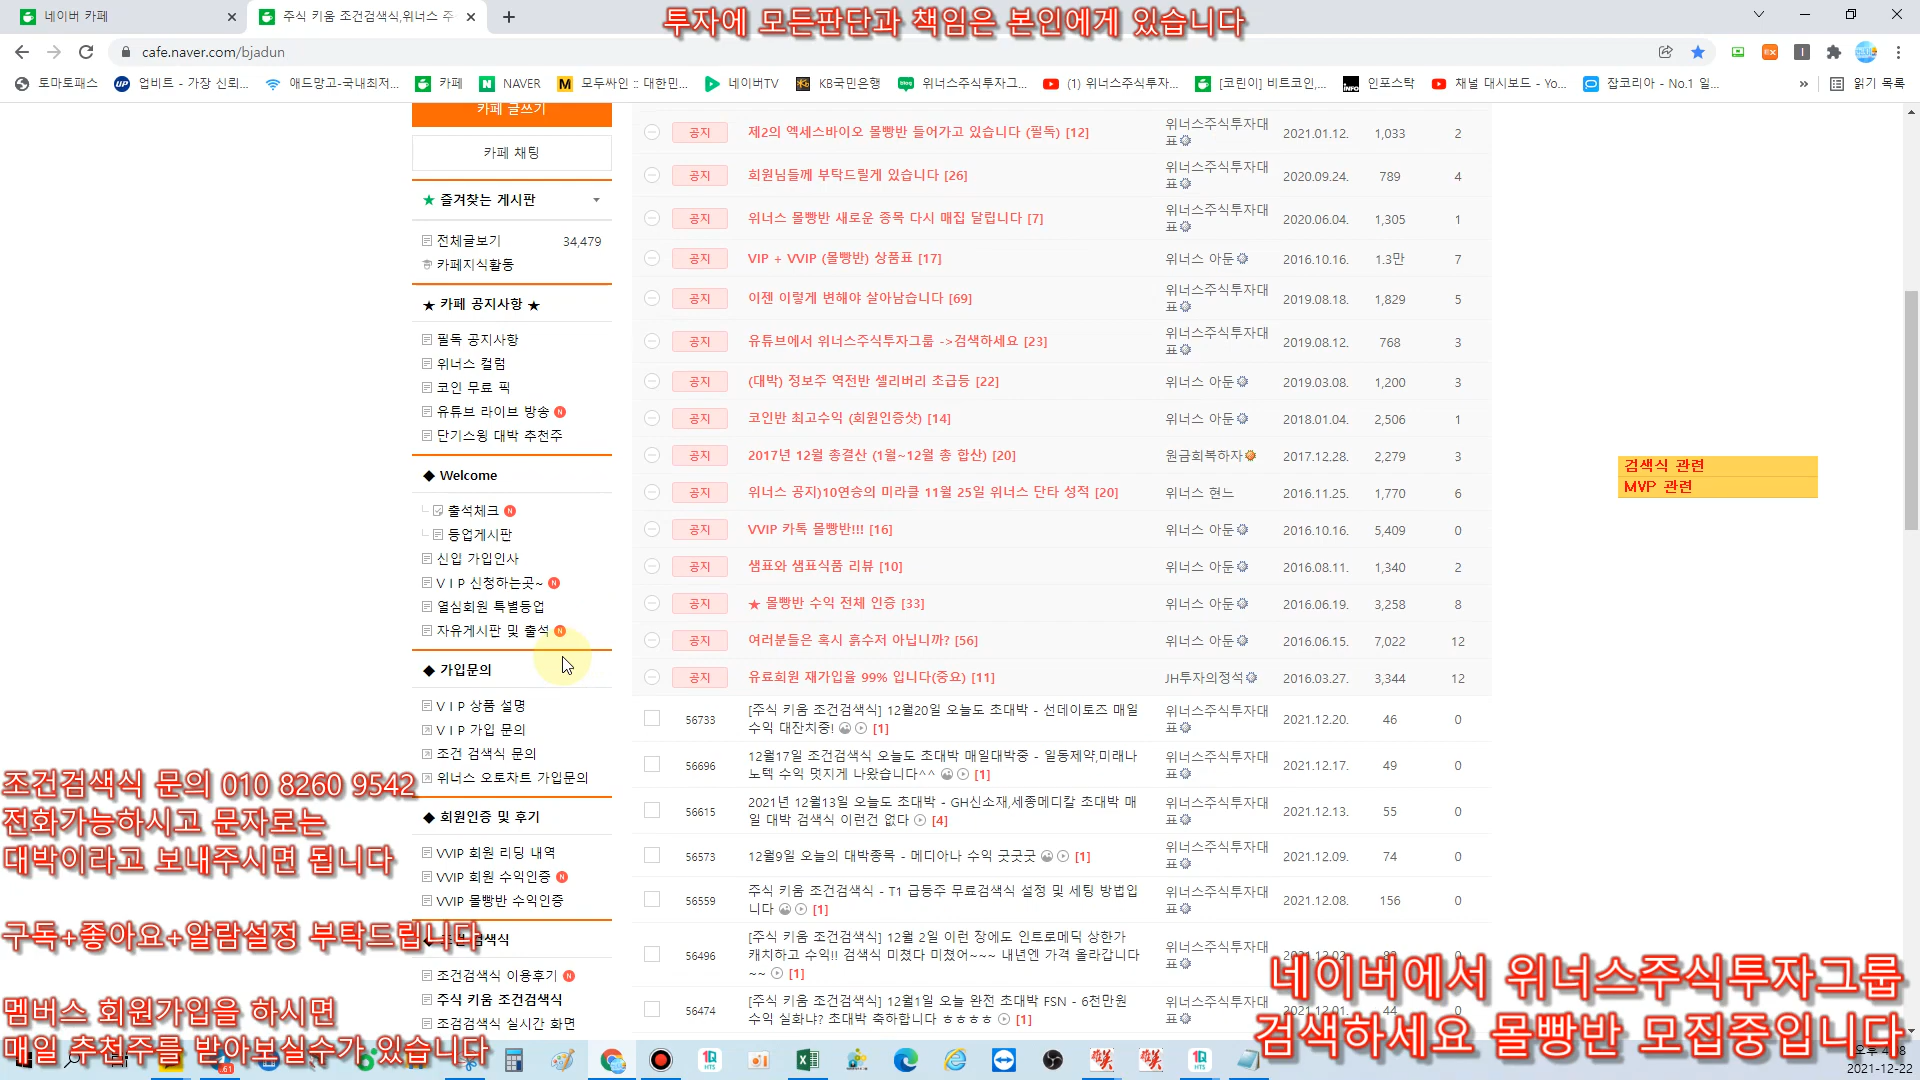 네이버 카페
주식 키움 조건검색식,위너스 주
투자에 모든판단과 책임은 본인에게 있습니다
cafe.naver.com/bjadun
토마토패스
업비트 - 가장 신뢰...
애드망고-국내최저...
카페
NAVER
모두싸인 :: 대한민...
네이버TV
KB국민은행
위너스주식투자그...
(1) 위너스주식투자...
[코린이] 비트코인,...
인포스탁
채널 대시보드 - Yo...
잡코리아 - No.1 일...
»
읽기 목록
카페 글쓰기
카페 채팅
★ 즐겨찾는 게시판
전체글보기 34,479
카페지식활동
★ 카페 공지사항 ★
필독 공지사항
위너스 컬럼
코인 무료 픽
유튜브 라이브 방송 N
단기스윙 대박 추천주
◆ Welcome
출석체크 N
등업게시판
신입 가입인사
V I P 신청하는곳~ N
열심회원 특별등업
자유게시판 및 출석 N
◆ 가입문의
V I P 상품 설명
V I P 가입 문의
조건 검색식 문의
위너스 오토차트 가입문의
◆ 회원인증 및 후기
VVIP 회원 리딩 내역
VVIP 회원 수익인증 N
VVIP 몰빵반 수익인증
검색식
조건검색식 이용후기 N
주식 키움 조건검색식
조검검색식 실시간 화면
공지 제2의 엑세스바이오 몰빵반 들어가고 있습니다 (필독) [12] 위너스주식투자대표 2021.01.12. 1,033 2
공지 회원님들께 부탁드릴게 있습니다 [26] 위너스주식투자대표 2020.09.24. 789 4
공지 위너스 몰빵반 새로운 종목 다시 매집 달립니다 [7] 위너스주식투자대표 2020.06.04. 1,305 1
공지 VIP + VVIP (몰빵반) 상품표 [17] 위너스 아둔 2016.10.16. 1.3만 7
공지 이젠 이렇게 변해야 살아남습니다 [69] 위너스주식투자대표 2019.08.18. 1,829 5
공지 유튜브에서 위너스주식투자그룹 ->검색하세요 [23] 위너스주식투자대표 2019.08.12. 768 3
공지 (대박) 정보주 역전반 셀리버리 초급등 [22] 위너스 아둔 2019.03.08. 1,200 3
공지 코인반 최고수익 (회원인증샷) [14] 위너스 아둔 2018.01.04. 2,506 1
공지 2017년 12월 총결산 (1월~12월 총 합산) [20] 원금회복하자 2017.12.28. 2,279 3
공지 위너스 공지)10연승의 미라클 11월 25일 위너스 단타 성적 [20] 위너스 현느 2016.11.25. 1,770 6
공지 VVIP 카톡 몰빵반!!! [16] 위너스 아둔 2016.10.16. 5,409 0
공지 샘표와 샘표식품 리뷰 [10] 위너스 아둔 2016.08.11. 1,340 2
공지 ★ 몰빵반 수익 전체 인증 [33] 위너스 아둔 2016.06.19. 3,258 8
공지 여러분들은 혹시 흙수저 아닙니까? [56] 위너스 아둔 2016.06.15. 7,022 12
공지 유료회원 재가입율 99% 입니다(중요) [11] JH투자의정석 2016.03.27. 3,344 12
56733 [주식 키움 조건검색식] 12월20일 오늘도 초대박 - 선데이토즈 매일
수익 대잔치중! [1] 위너스주식투자대표 2021.12.20. 46 0
56696 12월17일 조건검색식 오늘도 초대박 매일대박중 - 일동제약,미래나
노텍 수익 멋지게 나왔습니다^^ [1] 위너스주식투자대표 2021.12.17. 49 0
56615 2021년 12월13일 오늘도 초대박 - GH신소재,세종메디칼 초대박 매
일 대박 검색식 이런건 없다 [4] 위너스주식투자대표 2021.12.13. 55 0
56573 12월9일 오늘의 대박종목 - 메디아나 수익 굿굿굿 [1] 위너스주식투자대표 2021.12.09. 74 0
56559 주식 키움 조건검색식 - T1 급등주 무료검색식 설정 및 세팅 방법입
니다 [1] 위너스주식투자대표 2021.12.08. 156 0
56496 [주식 키움 조건검색식] 12월 2일 이런 장에도 인트로메딕 상한가
캐치하고 수익!! 검색식 미쳤다 미쳤어~~~ 내년엔 가격 올라갑니다
~~ [1] 위너스주식투자대표 2021.12.02. 0
56474 [주식 키움 조건검색식] 12월1일 오늘 완전 초대박 FSN - 6천만원
수익 실화냐? 초대박 축하합니다 ㅎㅎㅎㅎ [1] 위너스주식투자대표 2021.12.01. 44
검색식 관련
MVP 관련
조건검색식 문의 010 8260 9542
전화가능하시고 문자로는
대박이라고 보내주시면 됩니다
구독+좋아요+알람설정 부탁드립니다
멤버스 회원가입을 하시면
매일 추천주를 받아보실수가 있습니다
네이버에서 위너스주식투자그룹
검색하세요 몰빵반 모집중입니다
2021-12-22